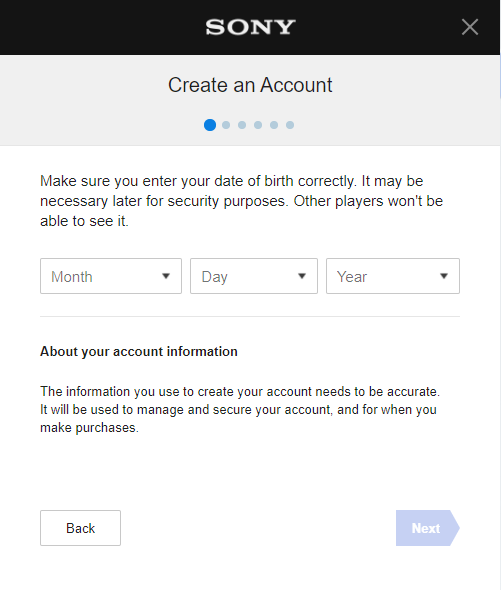 SONY
Create an Account
Make sure you enter your date of birth correctly. It may be
necessary later for security purposes. Other players won't be
able to see it.
Month
Day
Year
About your account information
The information you use to create your account needs to be accurate.
It will be used to manage and secure your account, and for when you
make purchases.
Back
Next